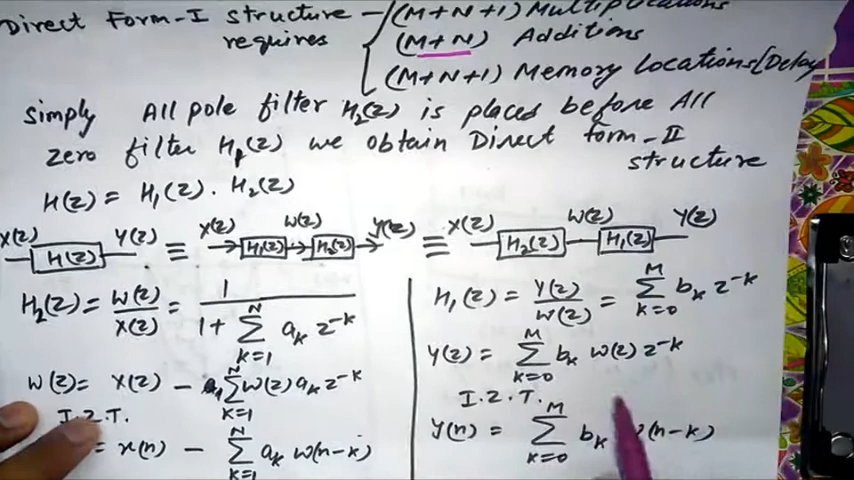 Direct Form-I structure requires
(M+N+1) Multiplications
(M+N) Additions
(M+N+1) Memory Locations [Delay
simply All pole filter H₂(z) is placed before All
zero filter H₁(z) we obtain Direct form-II
structure
H(z) = H₁(z) . H₂(z)
X(z) H(z) Y(z) ≡ X(z) H₁(z) W(z) H₂(z) Y(z) ≡ X(z) H₂(z) W(z) H₁(z) Y(z)
H₂(z) = W(z)/X(z) = 1/(1 + Σ_{k=1}^{N} aₖ z^-k)
W(z) = X(z) - Σ_{k=1}^{N} W(z) aₖ z^-k
I.Z.T.
= x(n) - Σ_{k=1}^{N} aₖ w(n-k)
H₁(z) = Y(z)/W(z) = Σ_{k=0}^{M} bₖ z^-k
Y(z) = Σ_{k=0}^{M} bₖ W(z) z^-k
I.Z.T.
y(n) = Σ_{k=0}^{M} bₖ w(n-k)